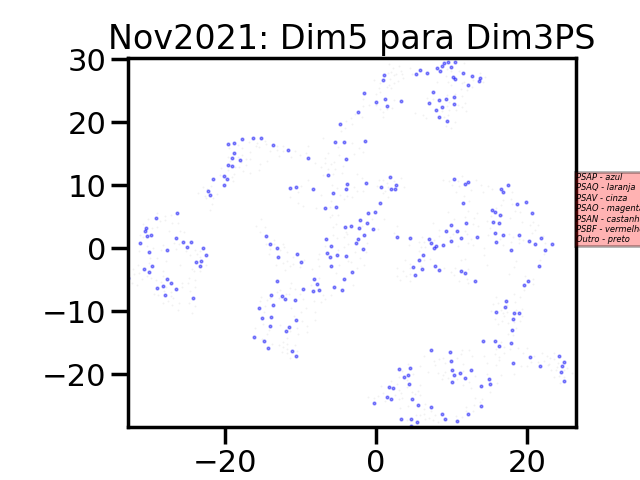 Nov2021: Dim5 para Dim3PS
30
20
10
0
−10
−20
−20
0
20
PSAP - azul
PSAQ - laranja
PSAV - cinza
PSAO - magenta
PSAN - castanh
PSBF - vermelh
Outro - preto